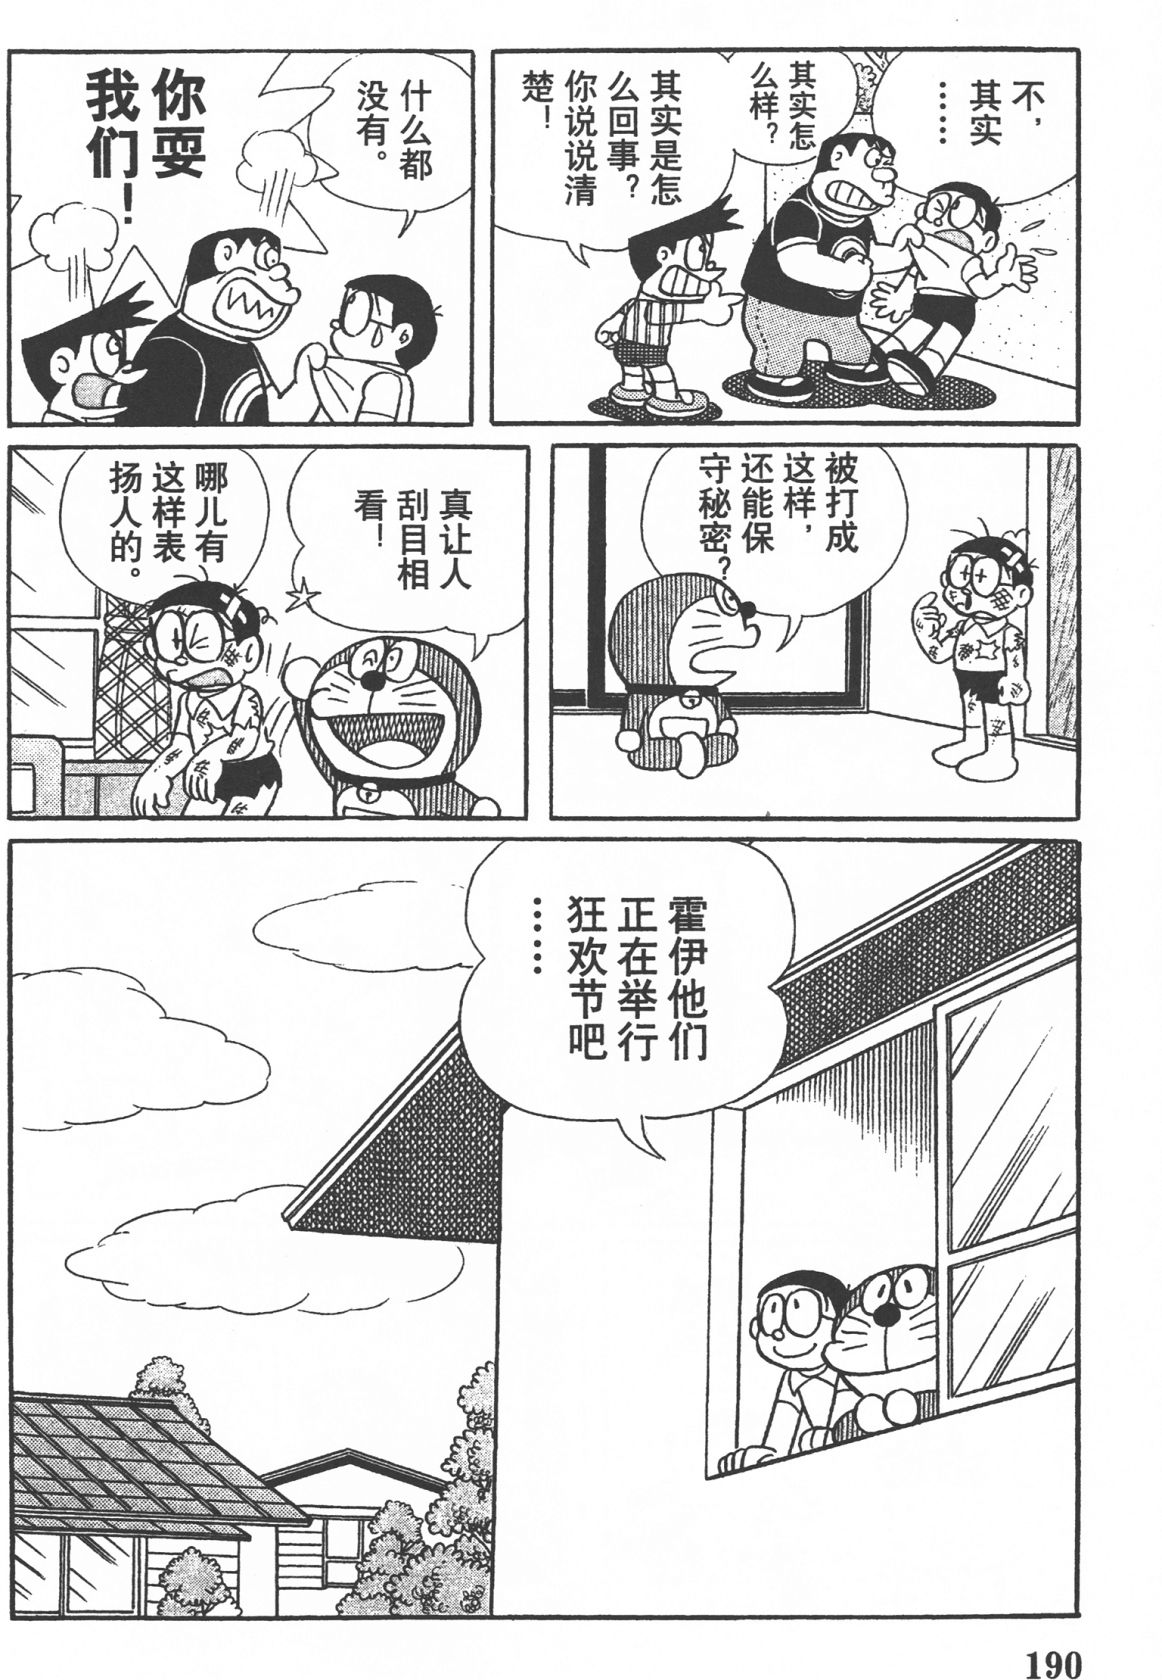 不，
其实
……
其实怎
么样？
其实是怎
么回事？
你说说清
楚！
什么都
没有。
你耍
我们！
被打成
这样，
还能保
守秘密？
真让人
刮目相
看！
哪儿有
这样表
扬人的。
霍伊他们
正在举行
狂欢节吧
……
190